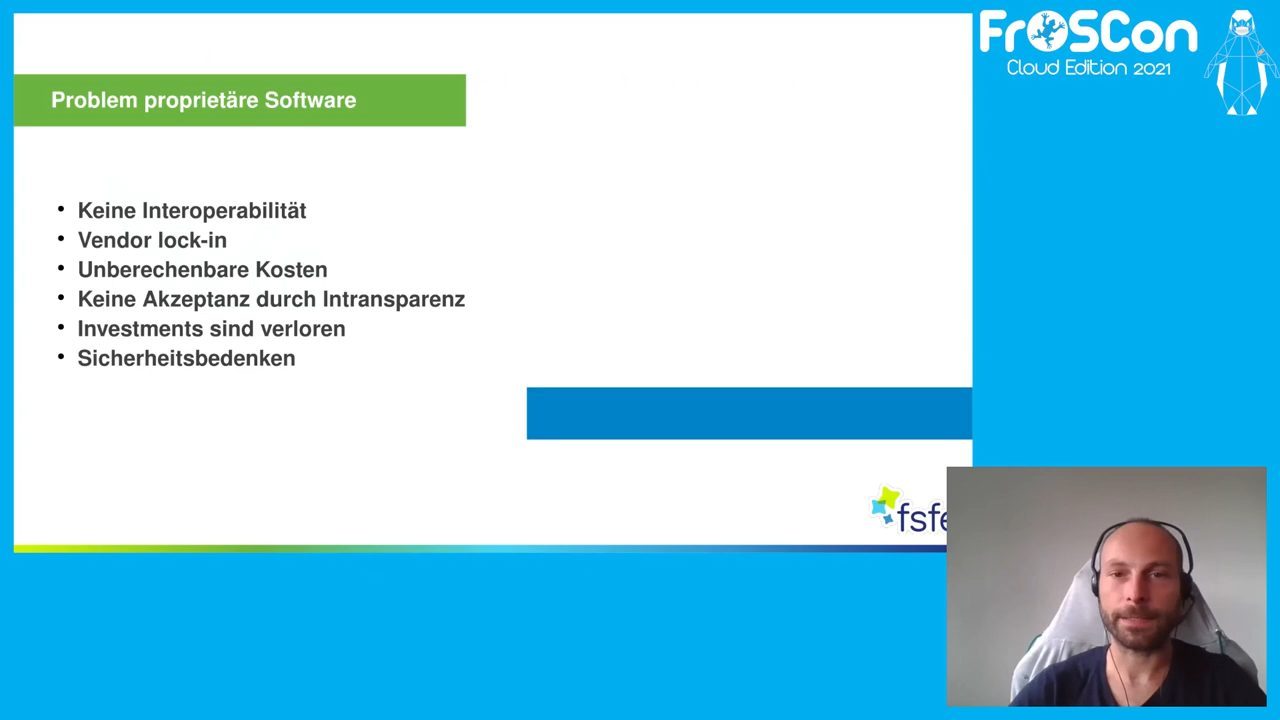 FrOSCon
Cloud Edition 2021
Problem proprietäre Software
• Keine Interoperabilität
• Vendor lock-in
• Unberechenbare Kosten
• Keine Akzeptanz durch Intransparenz
• Investments sind verloren
• Sicherheitsbedenken
fsfe